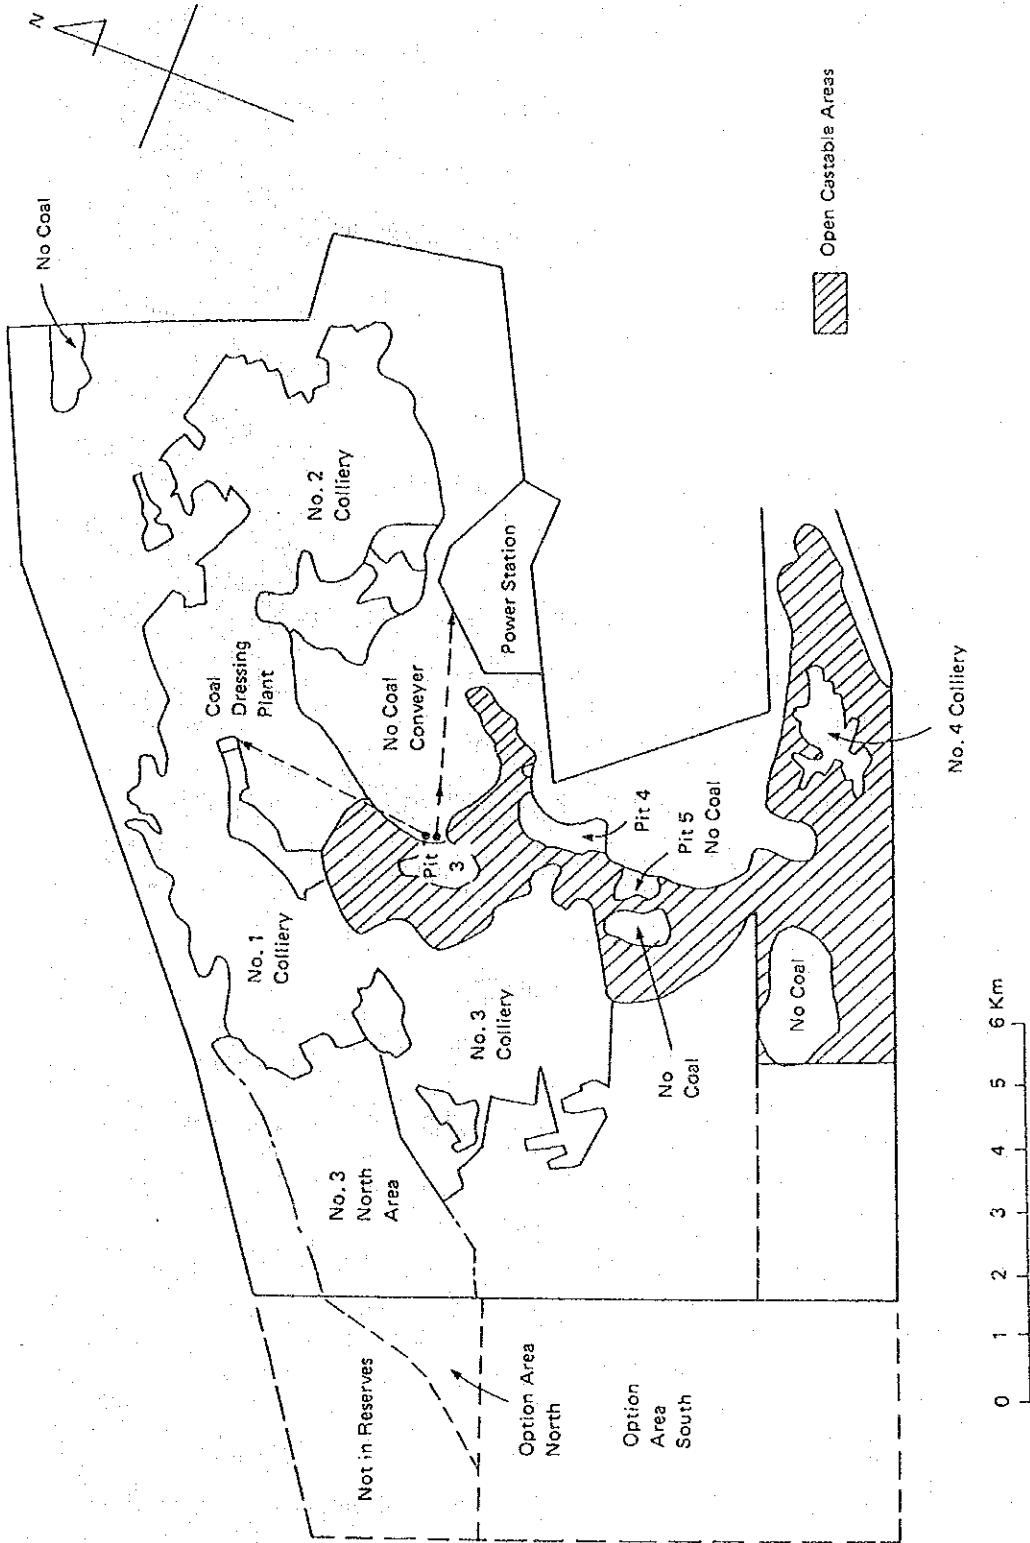 N
No Coal
No. 2
Colliery
Coal
Dressing
Plant
No. 1
Colliery
No. 3
North
Area
Not in Reserves
Option Area
North
Option
Area
South
No. 3
Colliery
Pit
3
No Coal
Conveyer
Power Station
Pit 4
Pit 5
No Coal
No
Coal
No Coal
No. 4 Colliery
Open Castable Areas
0 1 2 3 4 5 6 Km